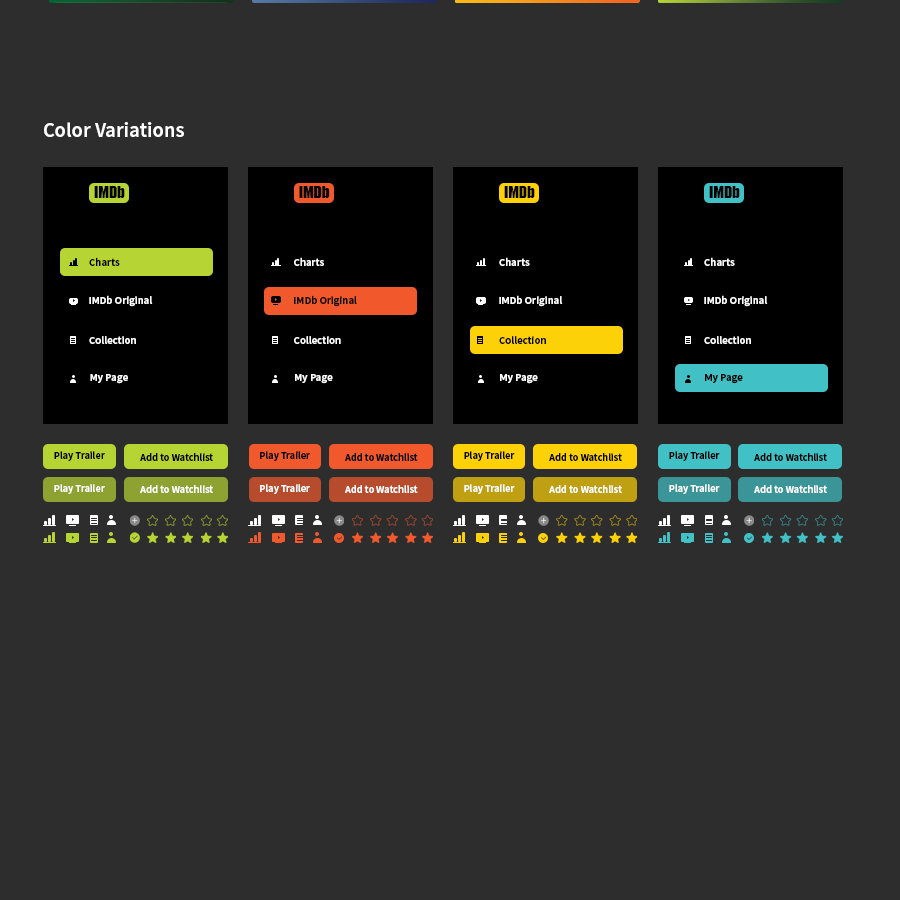 Color Variations
IMDb
Charts
IMDb Original
Collection
My Page
Play Trailer
Add to Watchlist
Play Trailer
Add to Watchlist
IMDb
Charts
IMDb Original
Collection
My Page
Play Trailer
Add to Watchlist
Play Trailer
Add to Watchlist
IMDb
Charts
IMDb Original
Collection
My Page
Play Trailer
Add to Watchlist
Play Trailer
Add to Watchlist
IMDb
Charts
IMDb Original
Collection
My Page
Play Trailer
Add to Watchlist
Play Trailer
Add to Watchlist